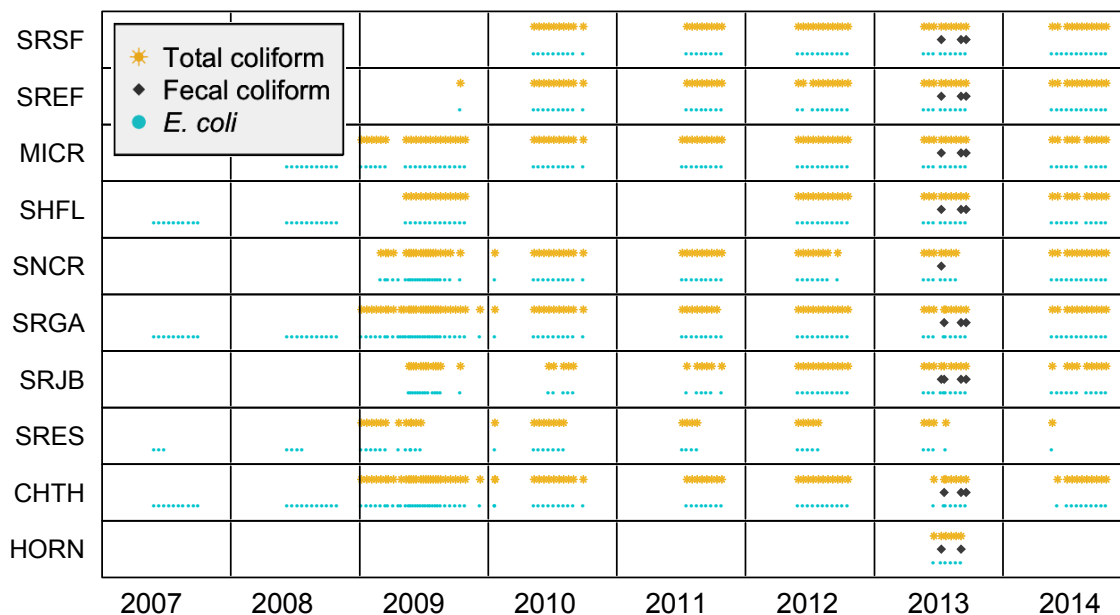 SRSF
Total coliform
SREF
Fecal coliform
E. coli
MICR
SHFL
SNCR
SRGA
SRJB
SRES
CHTH
HORN
2007 2008 2009 2010 2011 2012 2013 2014